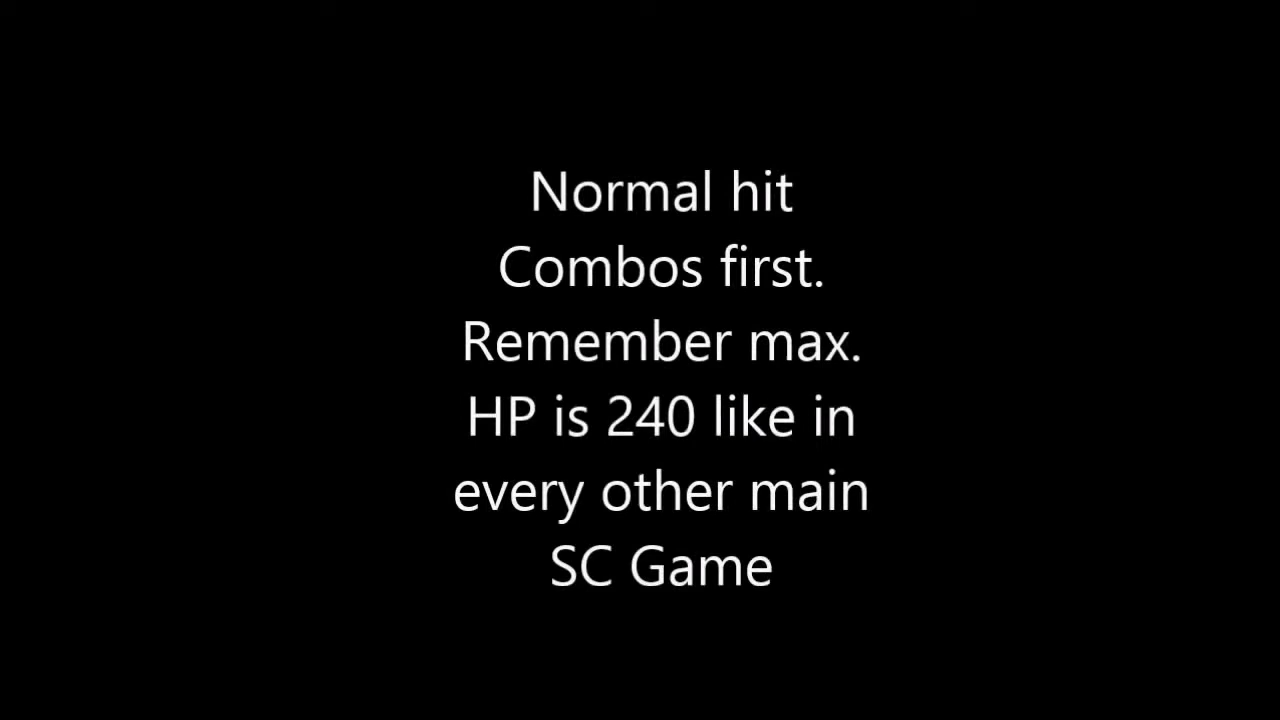 Normal hit
Combos first.
Remember max.
HP is 240 like in
every other main
SC Game